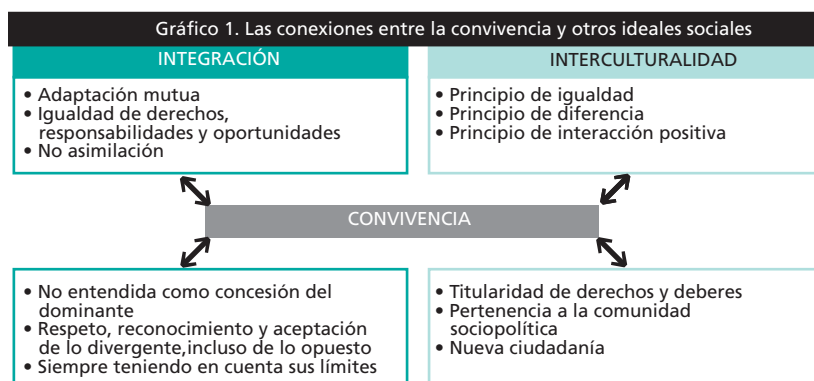 Gráfico 1. Las conexiones entre la convivencia y otros ideales sociales
INTEGRACIÓN
• Adaptación mutua
• Igualdad de derechos,
responsabilidades y oportunidades
• No asimilación
INTERCULTURALIDAD
• Principio de igualdad
• Principio de diferencia
• Principio de interacción positiva
CONVIVENCIA
• No entendida como concesión del
dominante
• Respeto, reconocimiento y aceptación
de lo divergente,incluso de lo opuesto
• Siempre teniendo en cuenta sus límites
• Titularidad de derechos y deberes
• Pertenencia a la comunidad
sociopolítica
• Nueva ciudadanía